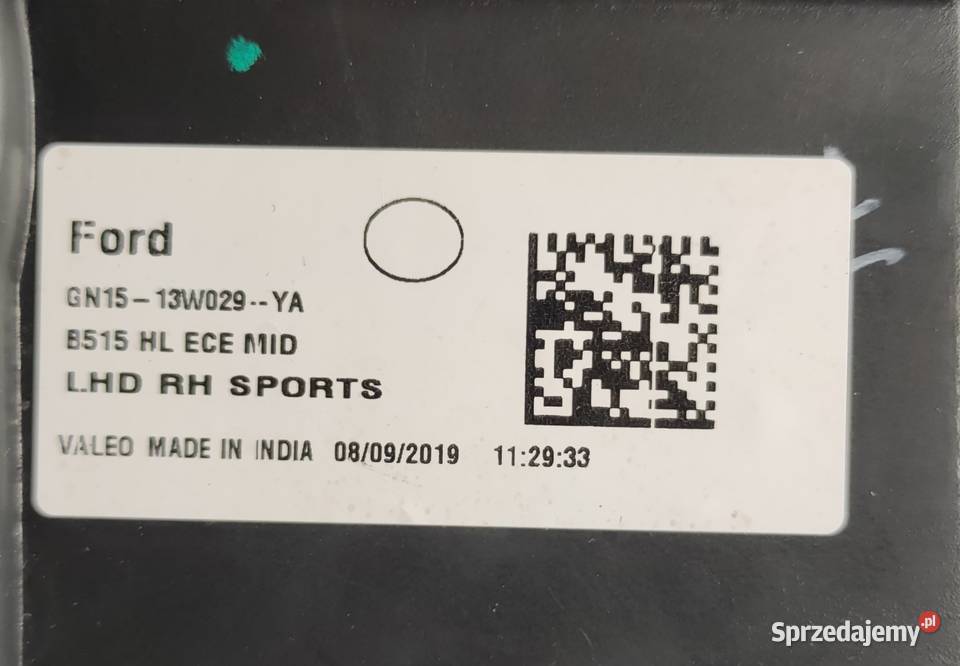 Ford
GN15-13W029--YA
B515 HL ECE MID
LHD RH SPORTS
VALEO MADE IN INDIA 08/09/2019 11:29:33
Sprzedajemy.pl